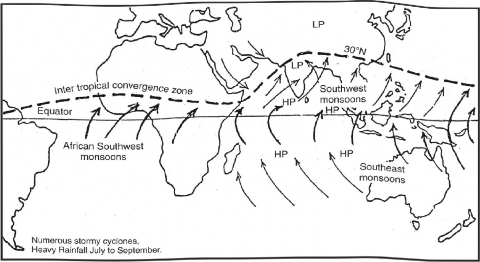 LP
30°N
LP
Inter tropical convergence zone
Southwest
monsoons
HP
HP
Equator
African Southwest
monsoons
HP
HP
Southeast
monsoons
Numerous stormy cyclones,
Heavy Rainfall July to September.